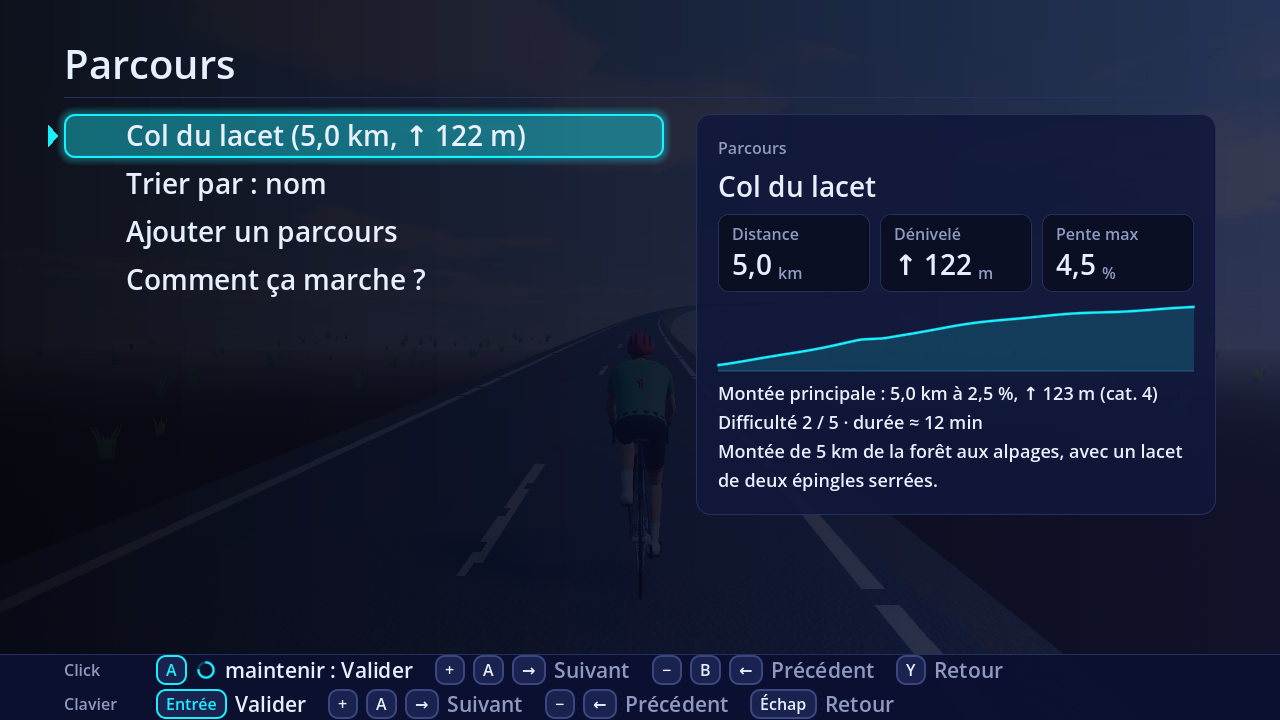 Parcours
Col du lacet (5,0 km, ↑ 122 m)
Trier par : nom
Ajouter un parcours
Comment ça marche ?
Parcours
Col du lacet
Distance
5,0 km
Dénivelé
↑ 122 m
Pente max
4,5 %
Montée principale : 5,0 km à 2,5 %, ↑ 123 m (cat. 4)
Difficulté 2 / 5 · durée ≈ 12 min
Montée de 5 km de la forêt aux alpages, avec un lacet
de deux épingles serrées.
Click A maintenir : Valider + A → Suivant − B ← Précédent Y Retour
Clavier Entrée Valider + A → Suivant − ← Précédent Échap Retour